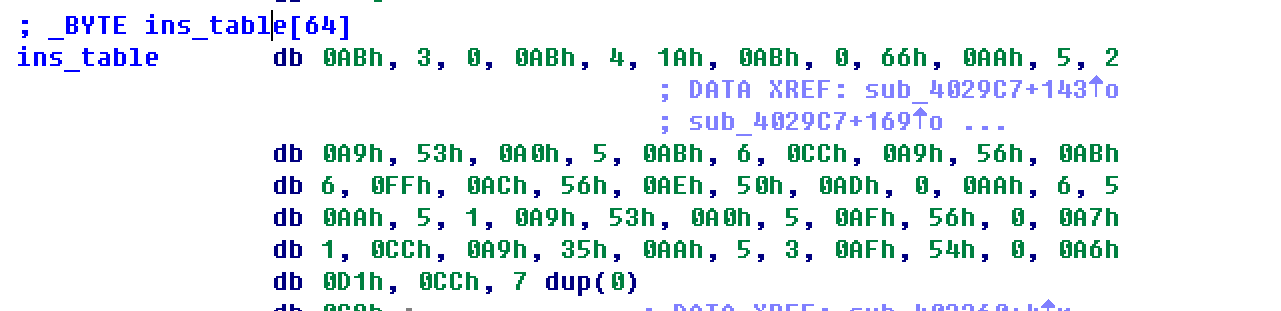 ; _BYTE ins_table[64]
ins_table db 0ABh, 3, 0, 0ABh, 4, 1Ah, 0ABh, 0, 66h, 0AAh, 5, 2
; DATA XREF: sub_4029C7+143↑o
; sub_4029C7+169↑o ...
db 0A9h, 53h, 0A0h, 5, 0ABh, 6, 0CCh, 0A9h, 56h, 0ABh
db 6, 0FFh, 0ACh, 56h, 0AEh, 50h, 0ADh, 0, 0AAh, 6, 5
db 0AAh, 5, 1, 0A9h, 53h, 0A0h, 5, 0AFh, 56h, 0, 0A7h
db 1, 0CCh, 0A9h, 35h, 0AAh, 5, 3, 0AFh, 54h, 0, 0A6h
db 0D1h, 0CCh, 7 dup(0)